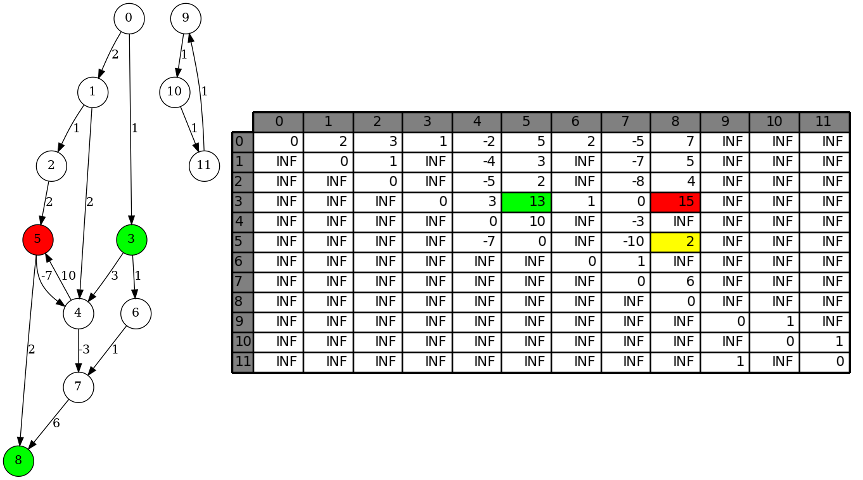 0
9
2
1
1
10
1
1
1
1
2
11
2
2
5
3
-7
10
3
1
4
6
2
-3
1
7
6
8
0 1 2 3 4 5 6 7 8 9 10 11
0 0 2 3 1 -2 5 2 -5 7 INF INF INF
1 INF 0 1 INF -4 3 INF -7 5 INF INF INF
2 INF INF 0 INF -5 2 INF -8 4 INF INF INF
3 INF INF INF 0 3 13 1 0 15 INF INF INF
4 INF INF INF INF 0 10 INF -3 INF INF INF INF
5 INF INF INF INF -7 0 INF -10 2 INF INF INF
6 INF INF INF INF INF INF 0 1 INF INF INF INF
7 INF INF INF INF INF INF INF 0 6 INF INF INF
8 INF INF INF INF INF INF INF INF 0 INF INF INF
9 INF INF INF INF INF INF INF INF INF 0 1 INF
10 INF INF INF INF INF INF INF INF INF INF 0 1
11 INF INF INF INF INF INF INF INF INF 1 INF 0